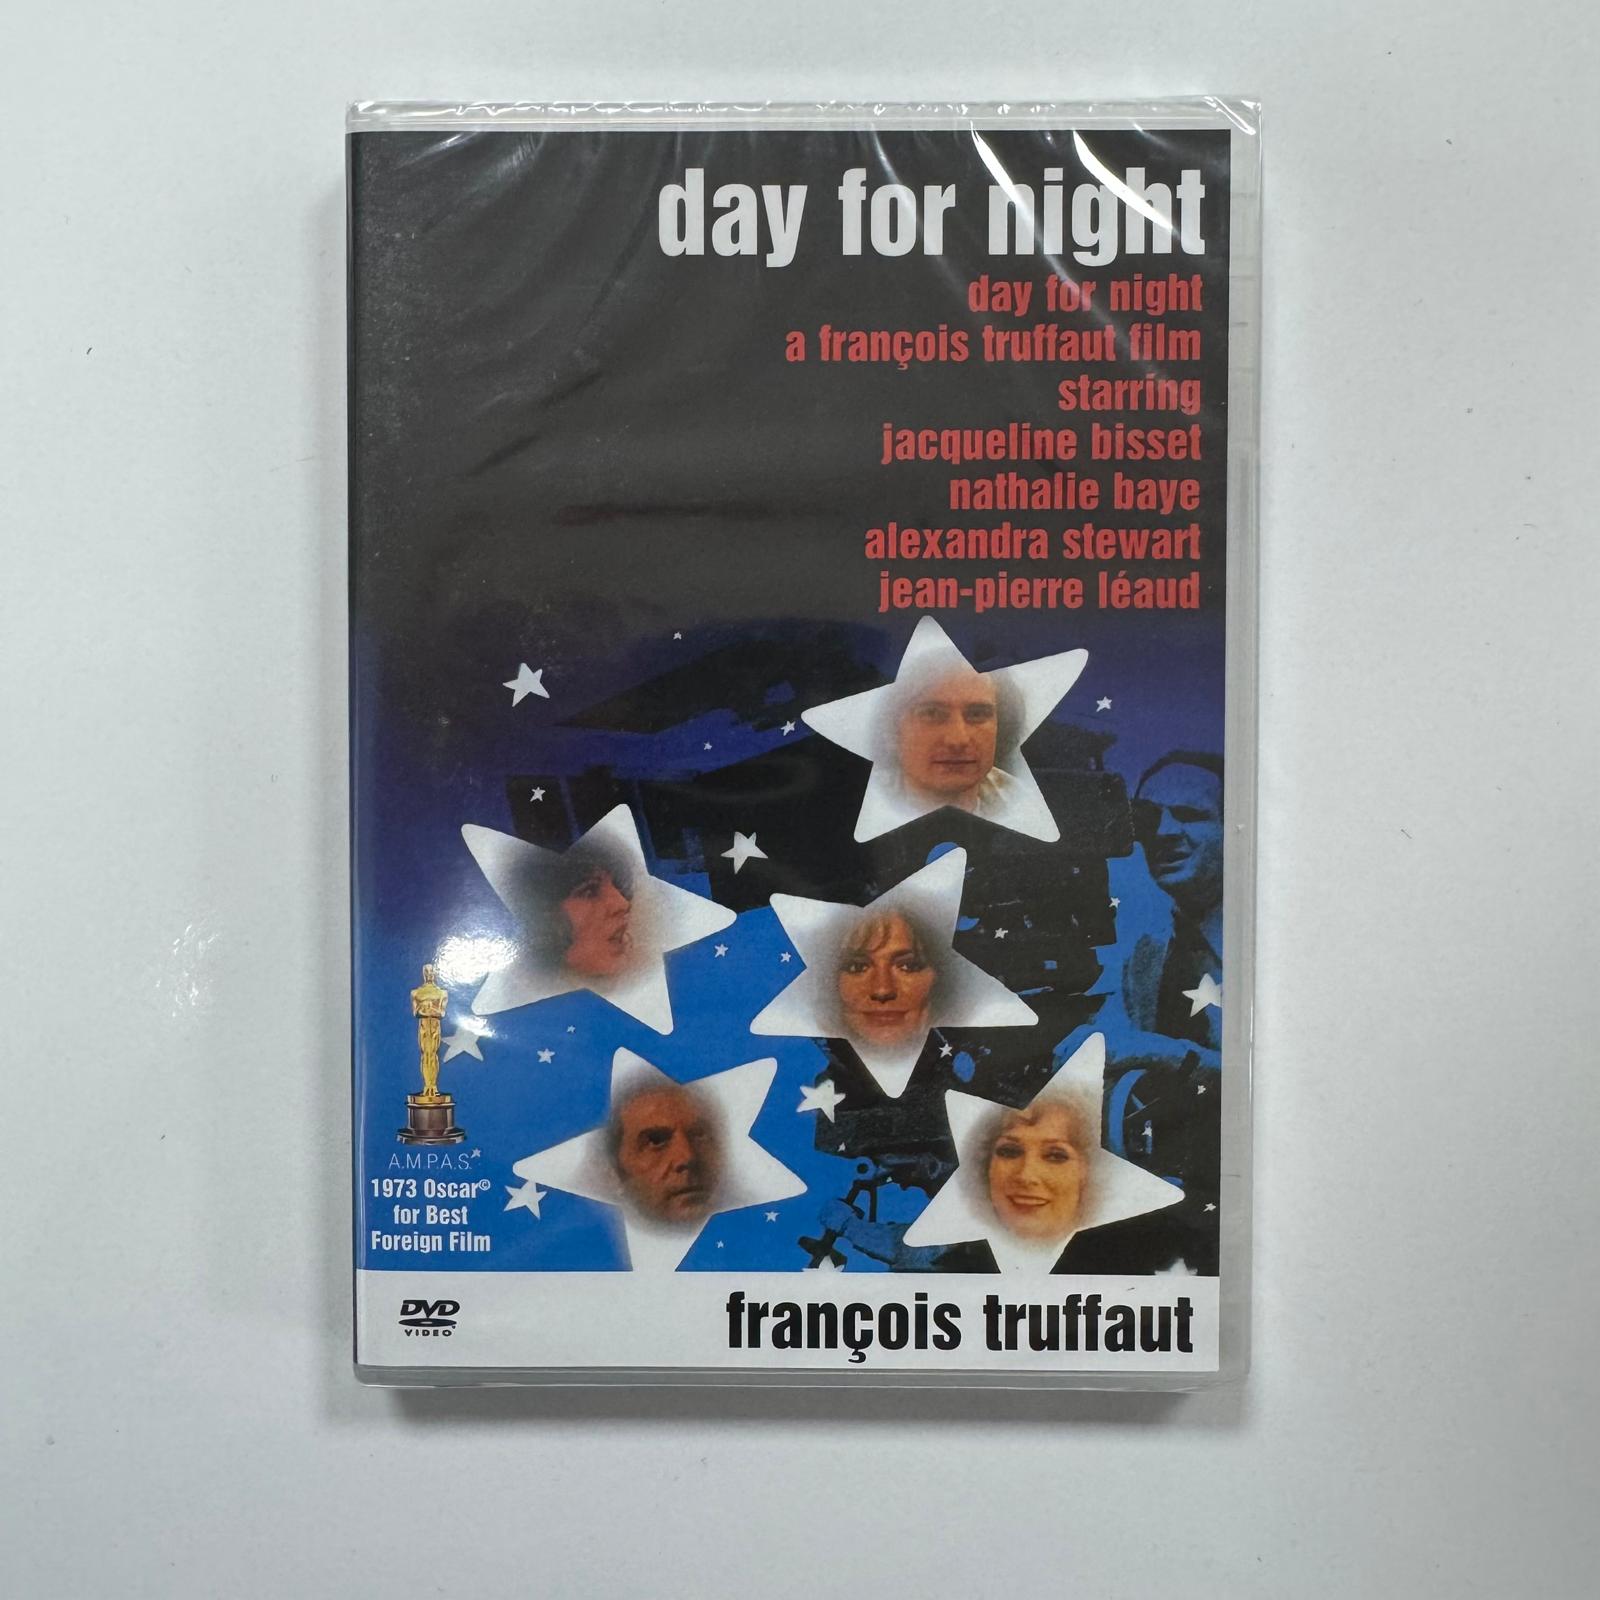 day for night
day for night
a françois truffaut film
starring
jacqueline bisset
nathalie baye
alexandra stewart
jean-pierre léaud
A.M.P.A.S.
1973 Oscar©
for Best
Foreign Film
DVD
VIDEO
françois truffaut